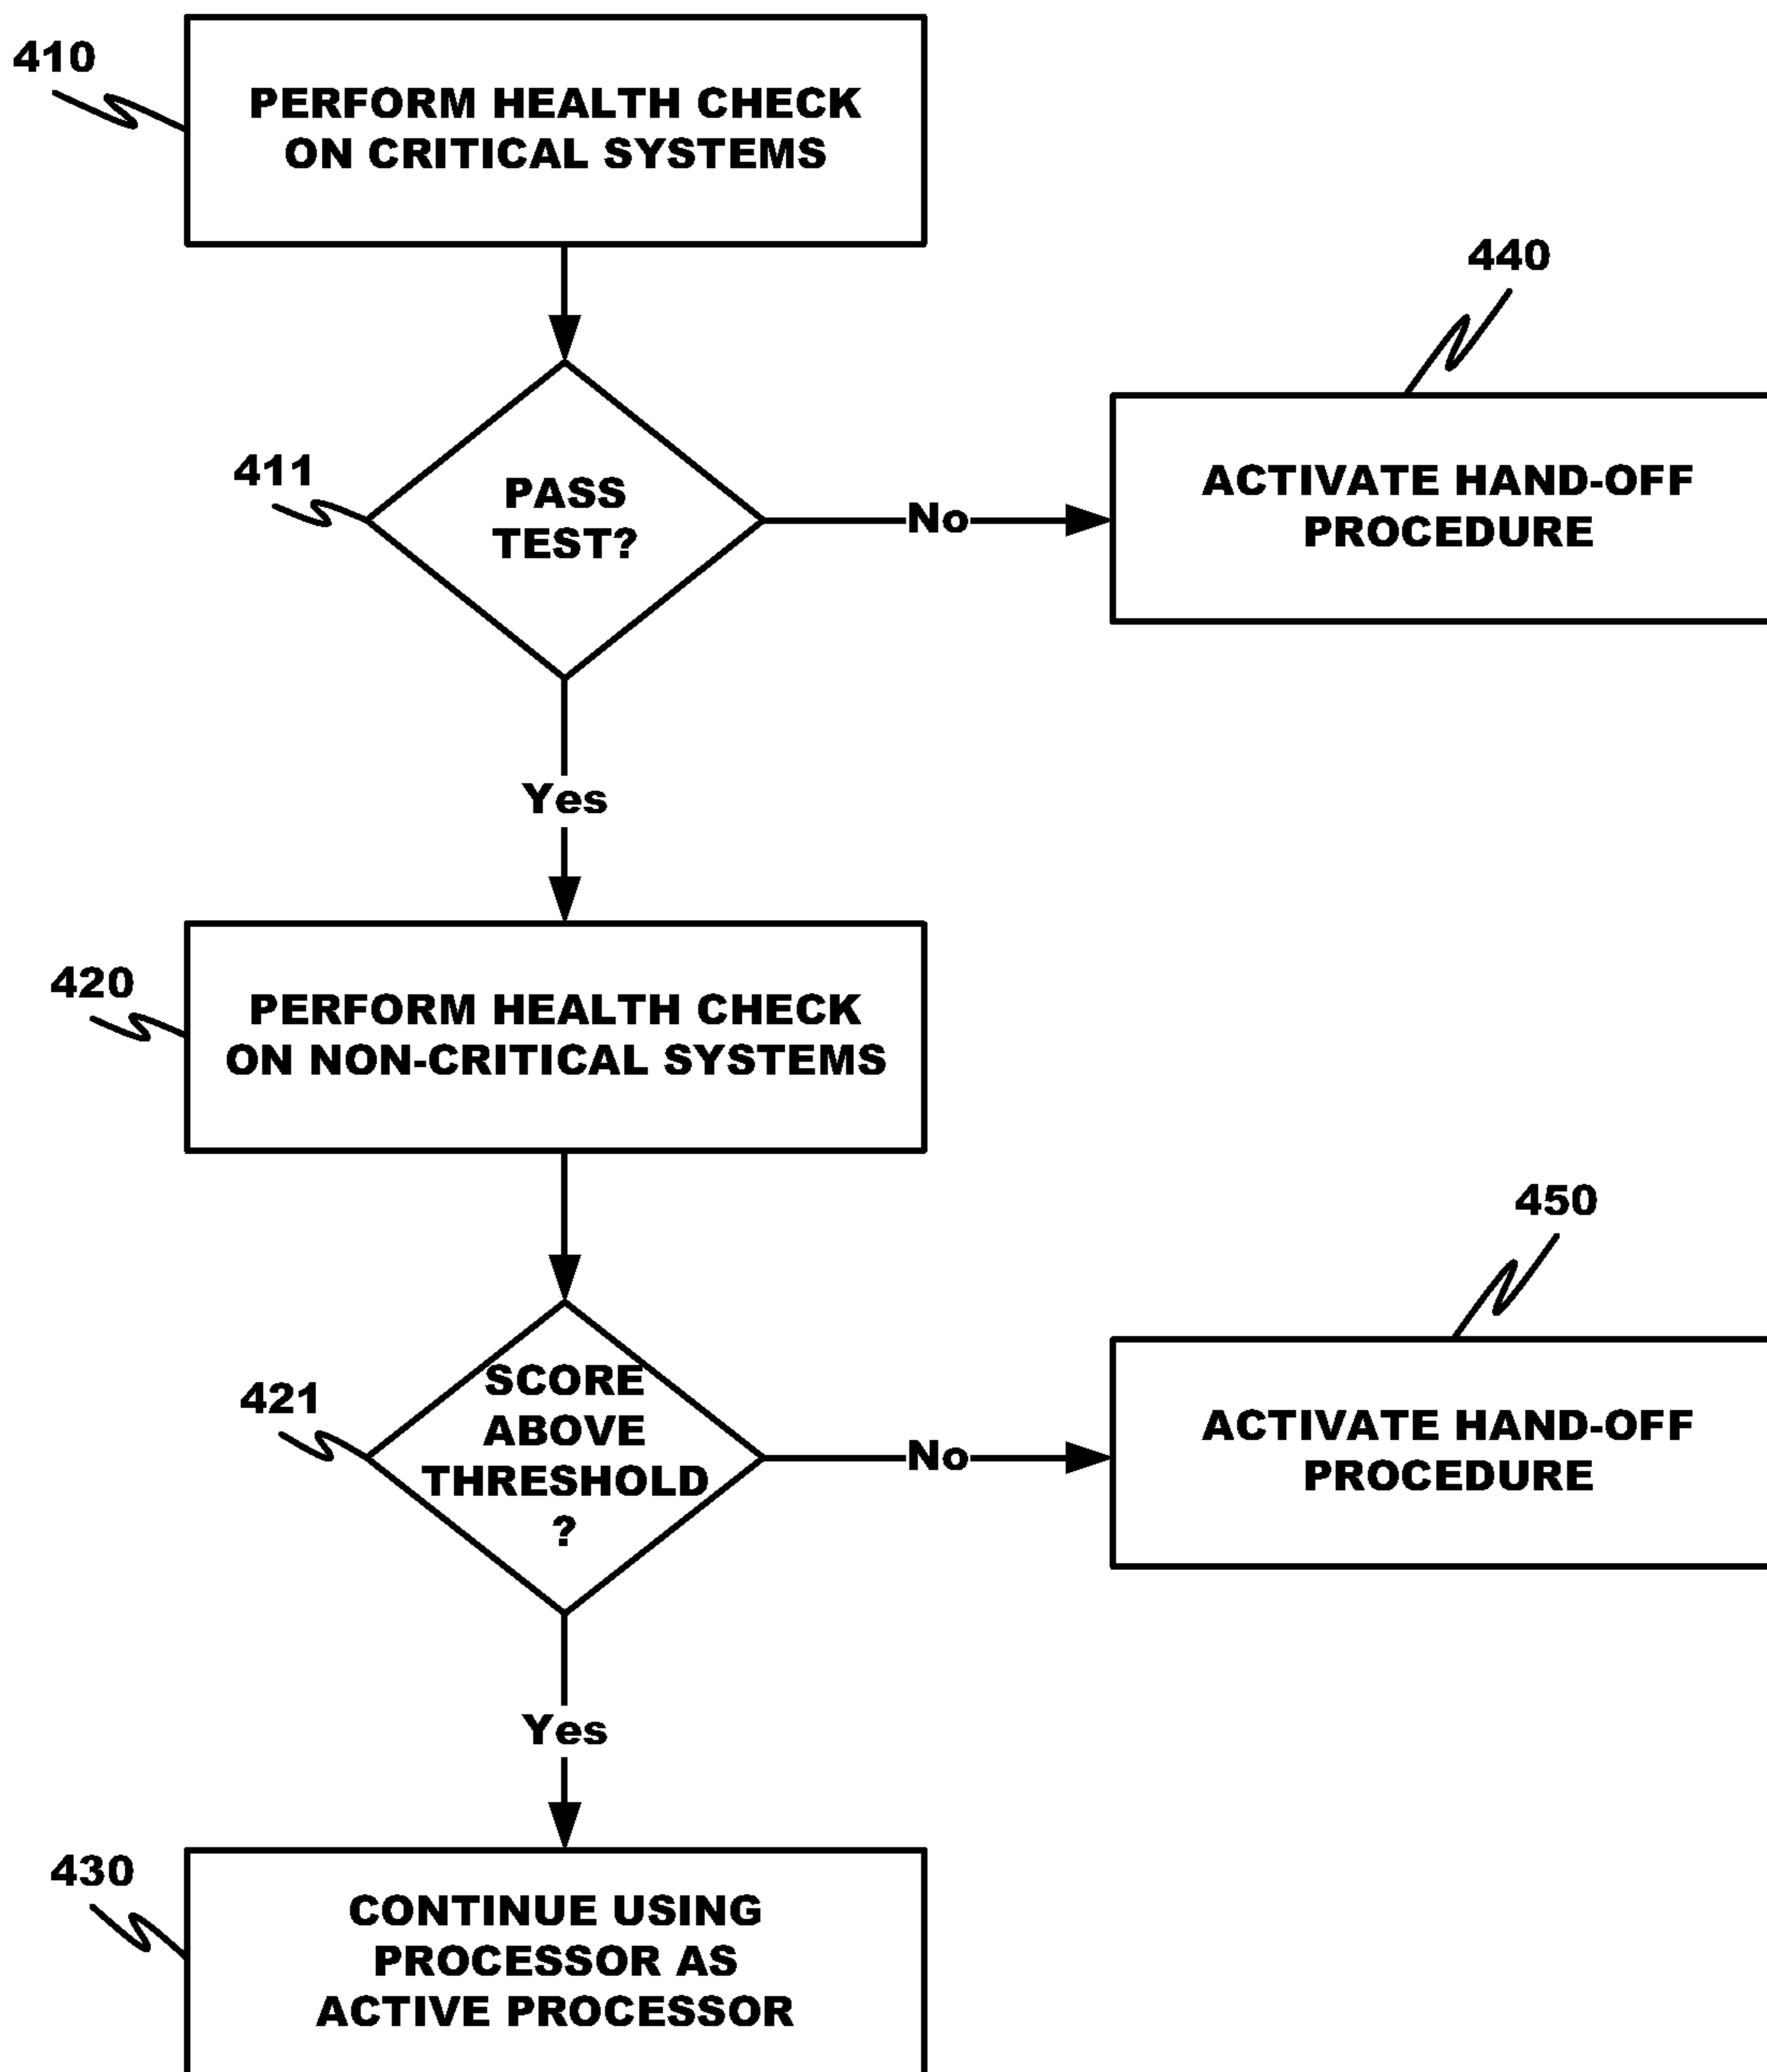 410
PERFORM HEALTH CHECK
ON CRITICAL SYSTEMS
440
411
PASS
TEST?
No
ACTIVATE HAND-OFF
PROCEDURE
Yes
420
PERFORM HEALTH CHECK
ON NON-CRITICAL SYSTEMS
450
421
SCORE
ABOVE
THRESHOLD
?
No
ACTIVATE HAND-OFF
PROCEDURE
Yes
430
CONTINUE USING
PROCESSOR AS
ACTIVE PROCESSOR